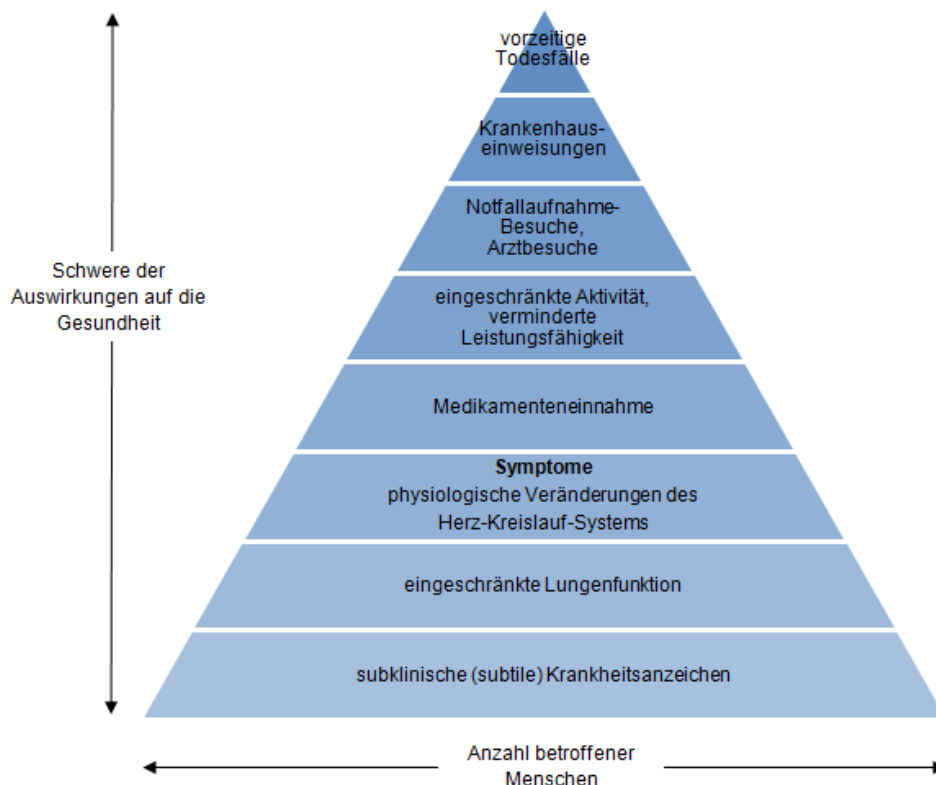 vorzeitige
Todesfälle
Krankenhaus-
einweisungen
Notfallaufnahme-
Besuche,
Arztbesuche
Schwere der
Auswirkungen auf die
Gesundheit
eingeschränkte Aktivität,
verminderte
Leistungsfähigkeit
Medikamenteneinnahme
Symptome
physiologische Veränderungen des
Herz-Kreislauf-Systems
eingeschränkte Lungenfunktion
subklinische (subtile) Krankheitsanzeichen
Anzahl betroffener
Menschen